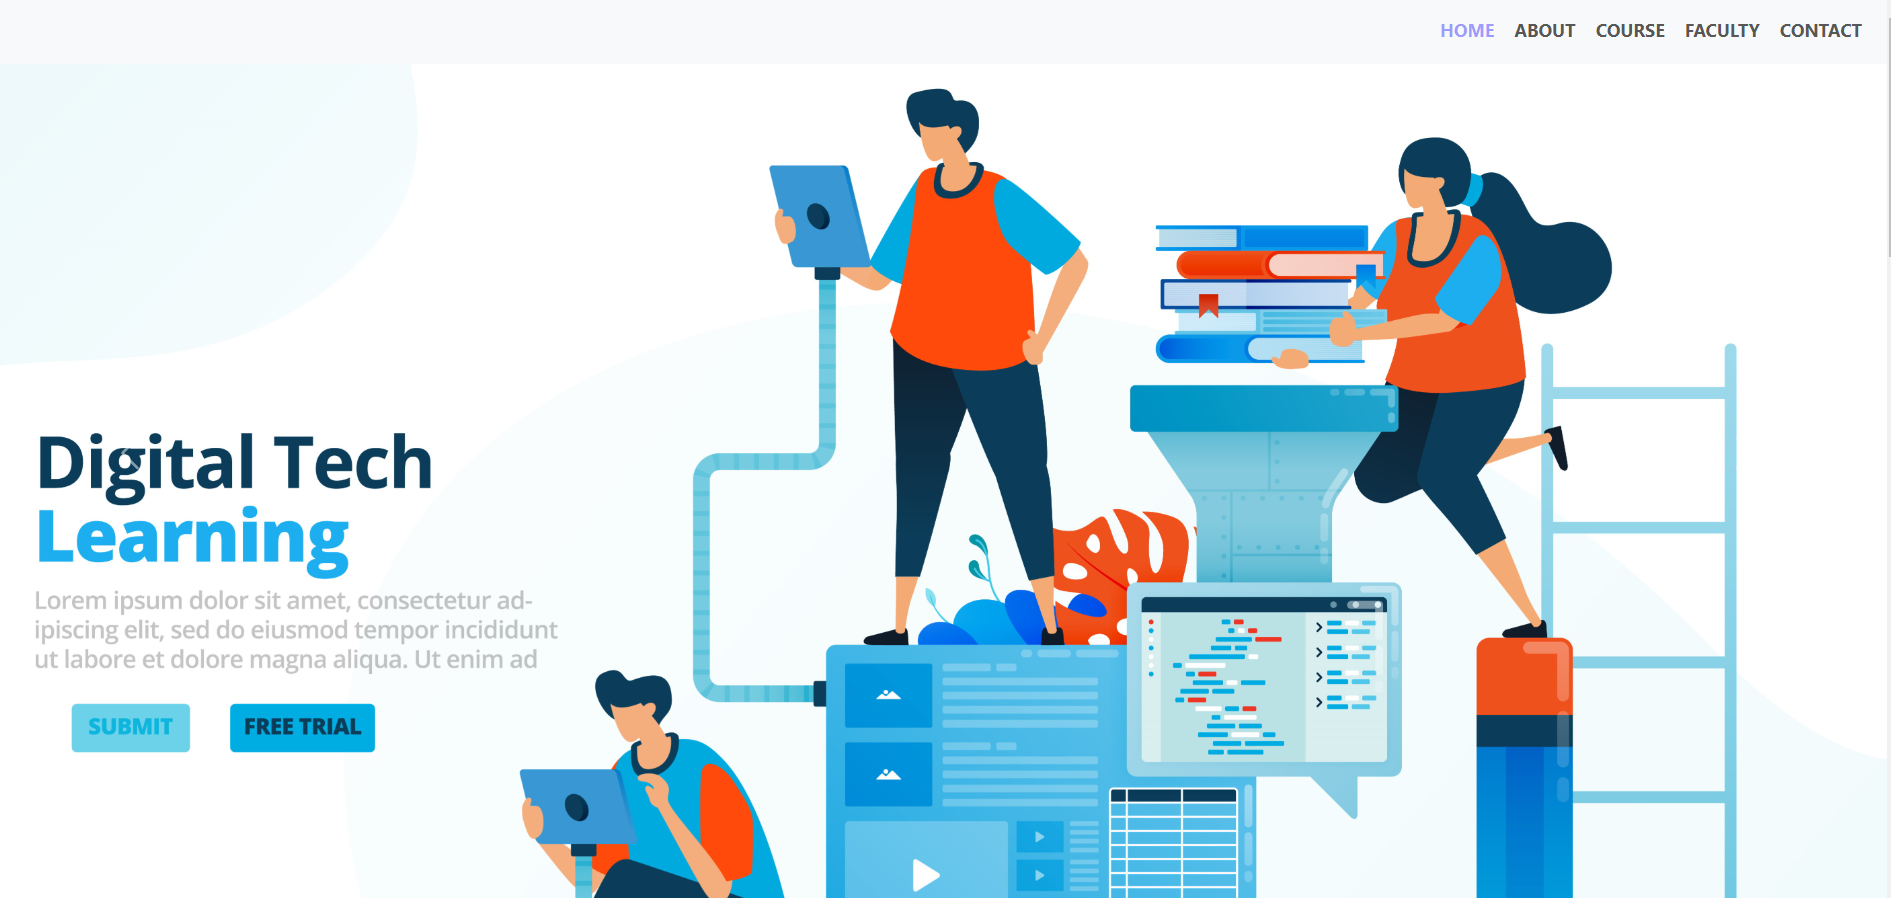 HOME ABOUT COURSE FACULTY CONTACT
Digital Tech
Learning
Lorem ipsum dolor sit amet, consectetur ad-
ipiscing elit, sed do eiusmod tempor incididunt
ut labore et dolore magna aliqua. Ut enim ad
SUBMIT FREE TRIAL